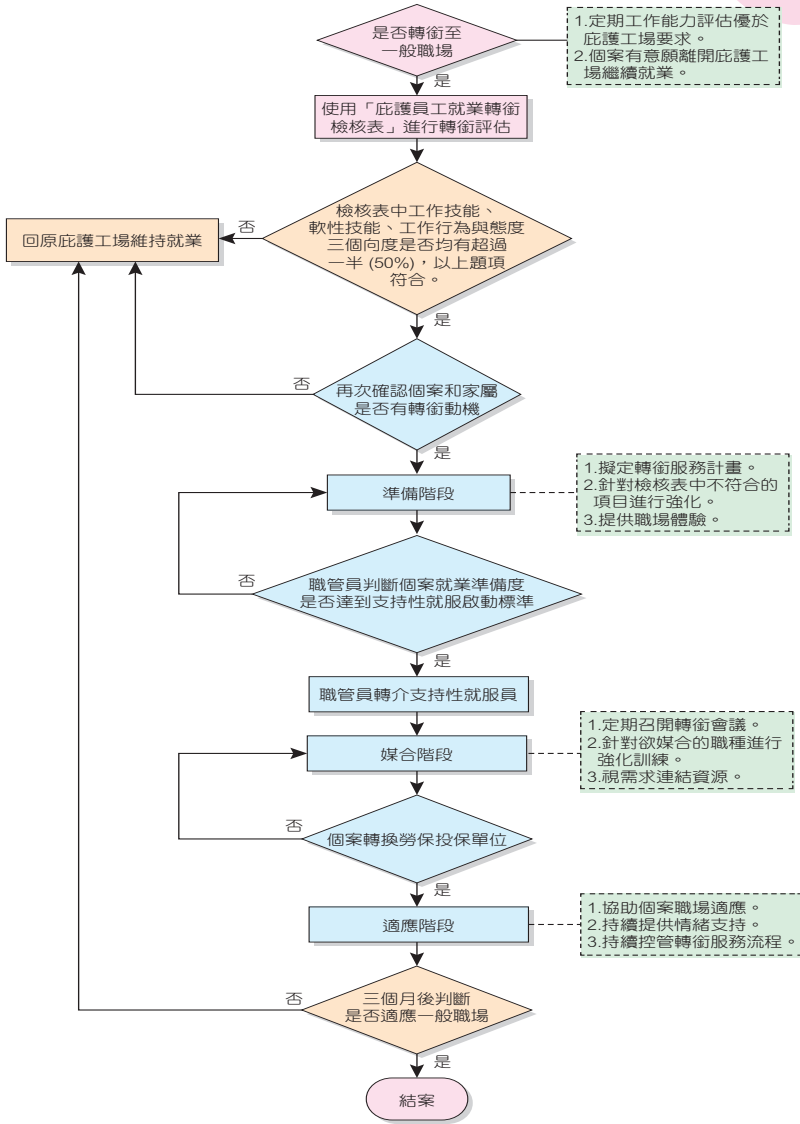 是否轉銜至
一般職場
1.定期工作能力評估優於
庇護工場要求。
2.個案有意願離開庇護工
場繼續就業。
是
使用「庇護員工就業轉銜
檢核表」進行轉銜評估
檢核表中工作技能、
軟性技能、工作行為與態度
三個向度是否均有超過
一半 (50%),以上題項
符合。
否
回原庇護工場維持就業
是
再次確認個案和家屬
是否有轉銜動機
否
是
準備階段
1.擬定轉銜服務計畫。
2.針對檢核表中不符合的
項目進行強化。
3.提供職場體驗。
職管員判斷個案就業準備度
是否達到支持性就服啟動標準
否
是
職管員轉介支持性就服員
媒合階段
1.定期召開轉銜會議。
2.針對欲媒合的職種進行
強化訓練。
3.視需求連結資源。
個案轉換勞保投保單位
否
是
適應階段
1.協助個案職場適應。
2.持續提供情緒支持。
3.持續控管轉銜服務流程。
三個月後判斷
是否適應一般職場
否
是
結案